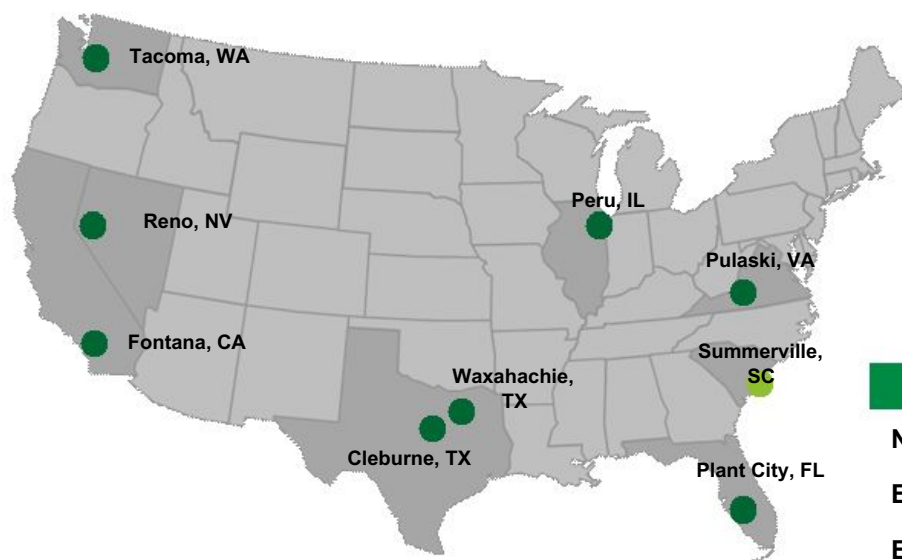 Tacoma, WA
Peru, IL
Reno, NV
Pulaski, VA
Fontana, CA
Summerville,
SC
Waxahachie,
TX
Cleburne, TX
Plant City, FL